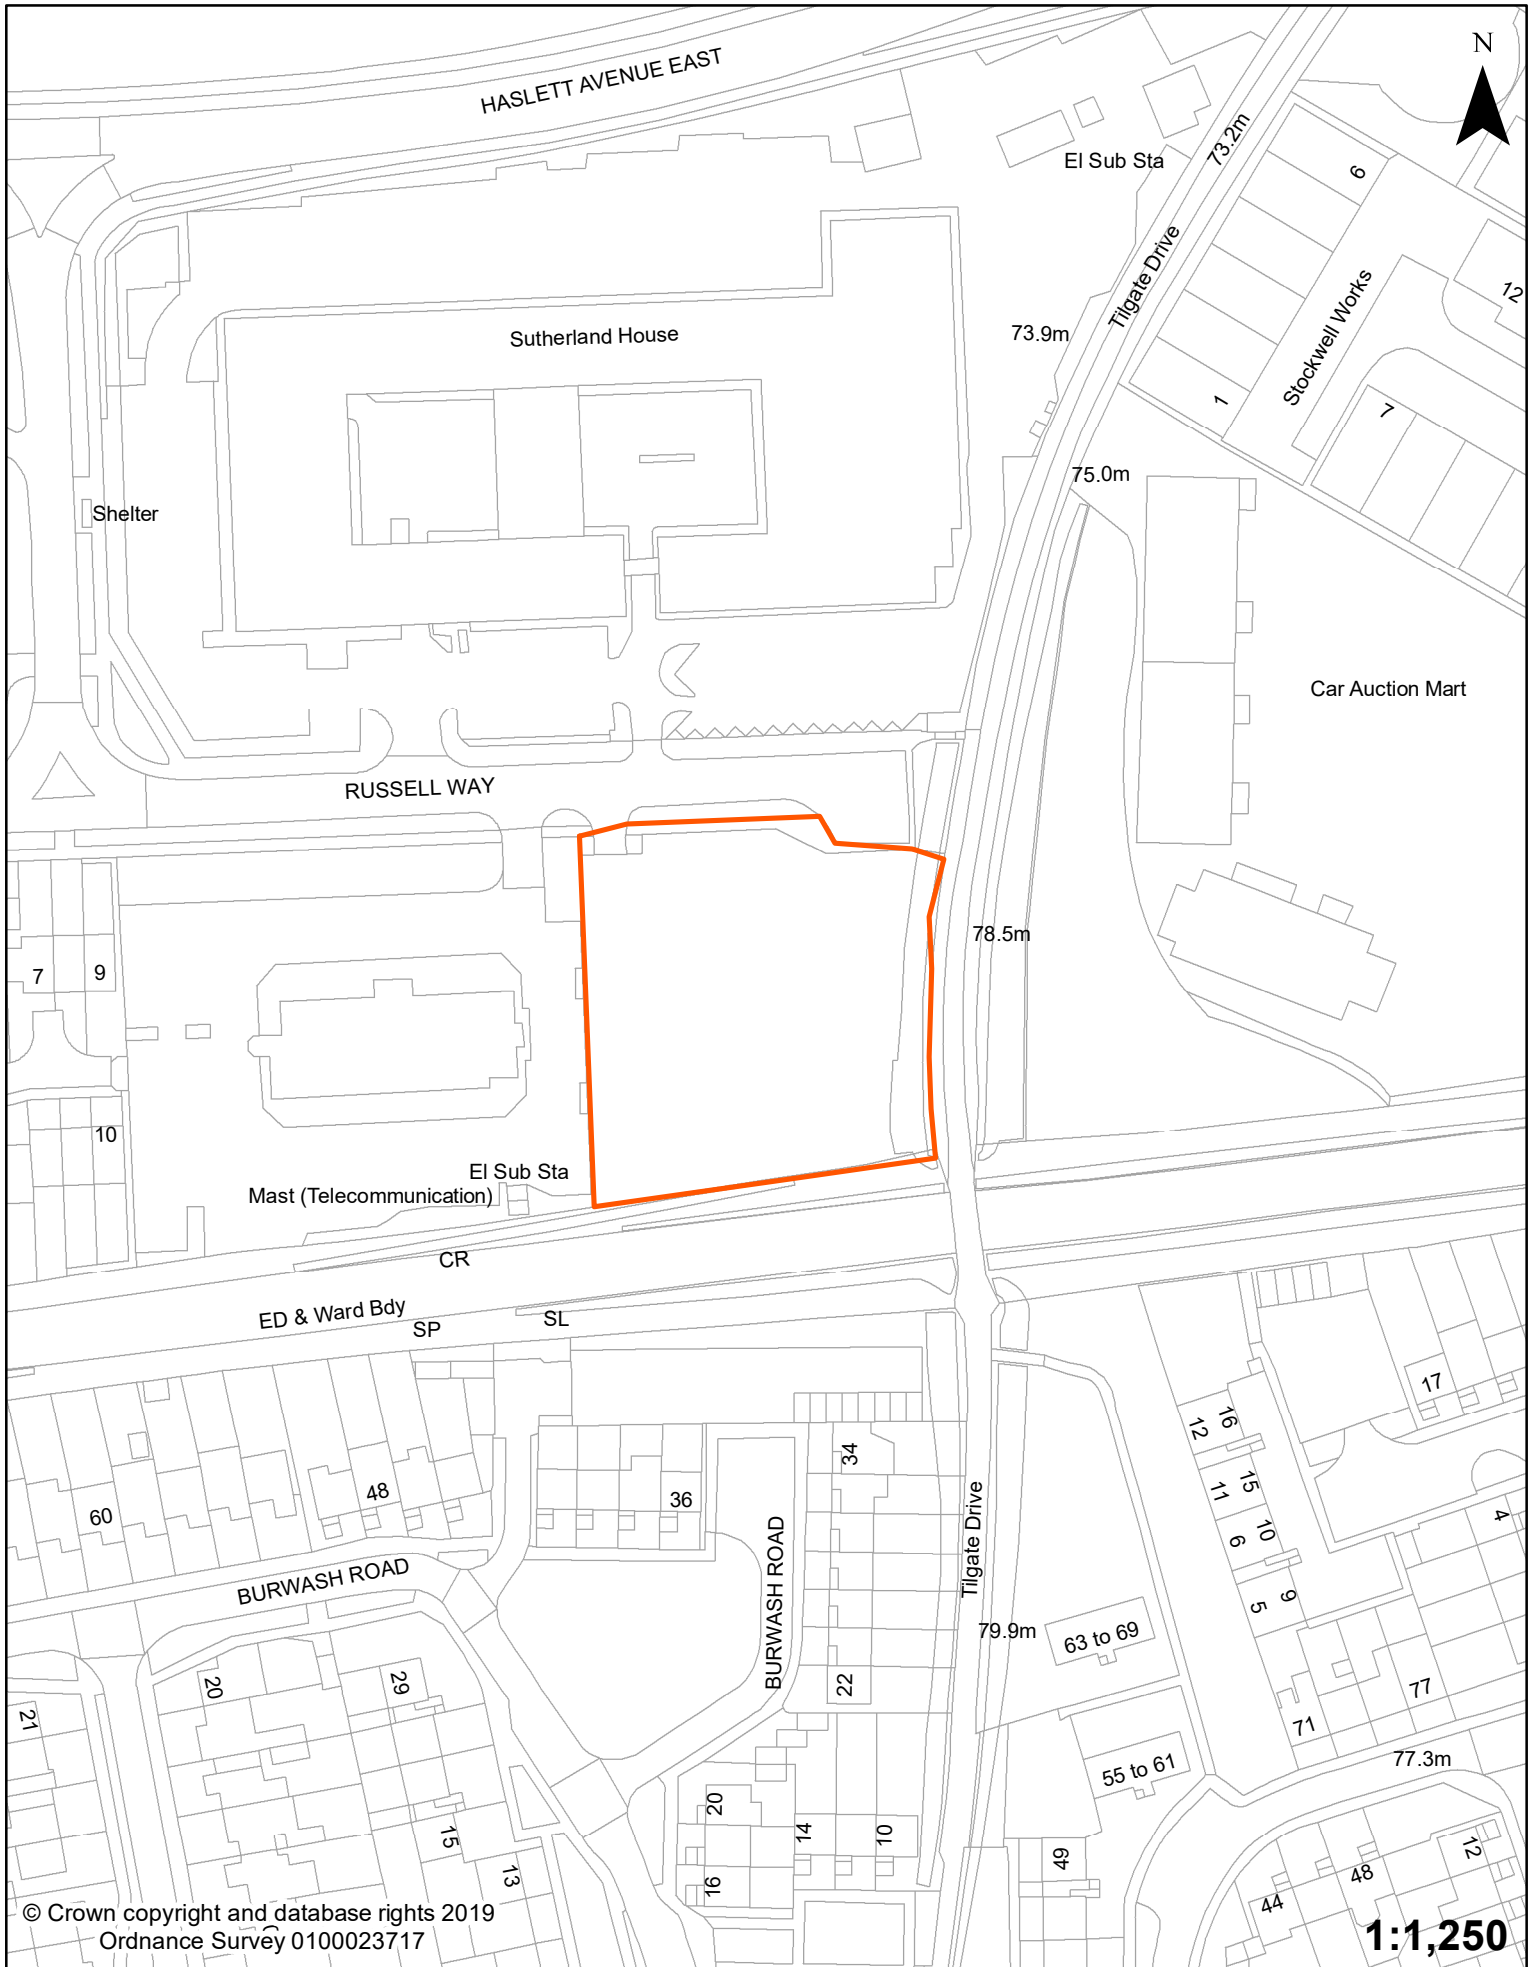 HASLETT AVENUE EAST
N
El Sub Sta
73.2m
6
Tilgate Drive
12
Sutherland House
73.9m
Stockwell Works
1
7
75.0m
Shelter
Car Auction Mart
RUSSELL WAY
78.5m
7
9
10
El Sub Sta
Mast (Telecommunication)
CR
ED & Ward Bdy
SP
SL
17
12
16
34
48
36
60
11
15
4
6
10
Tilgate Drive
BURWASH ROAD
BURWASH ROAD
5
9
79.9m
63 to 69
20
29
22
77
21
71
77.3m
55 to 61
20
15
14
10
13
49
12
16
48
44
© Crown copyright and database rights 2019
Ordnance Survey 0100023717
1:1,250